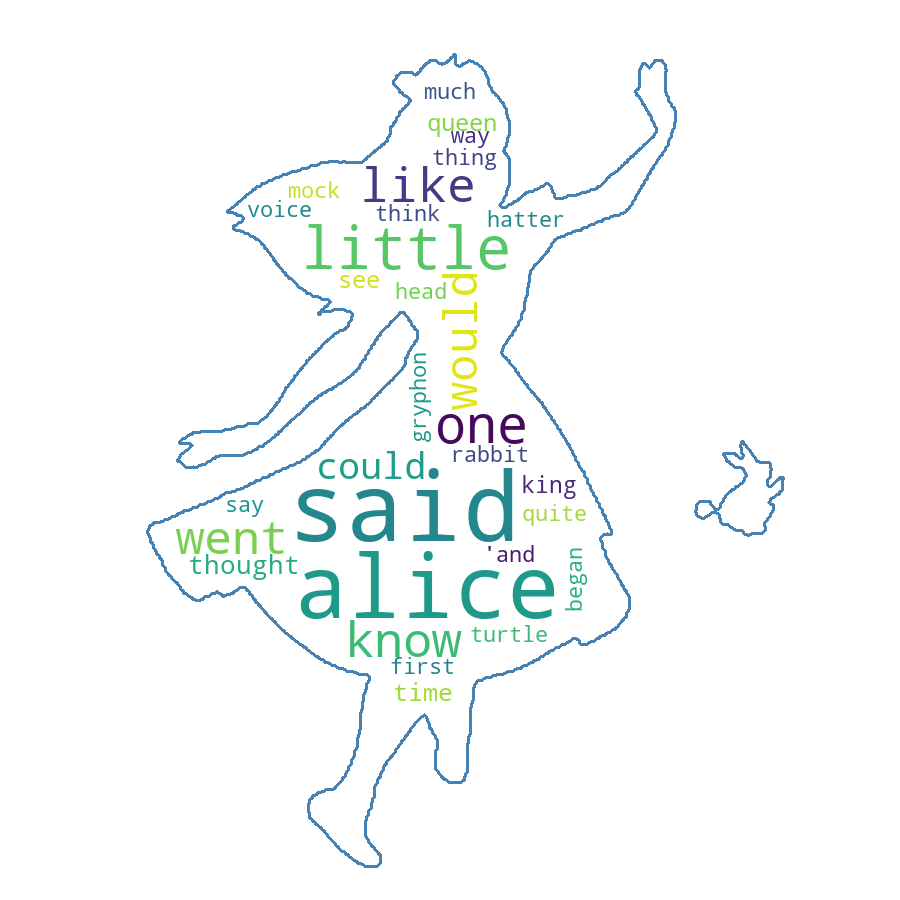 much
queen
way
thing
like
mock
voice
think
hatter
little
see
head
would
gryphon
one
rabbit
could
said
king
say
quite
went
thought
'and
began
alice
know
turtle
first
time